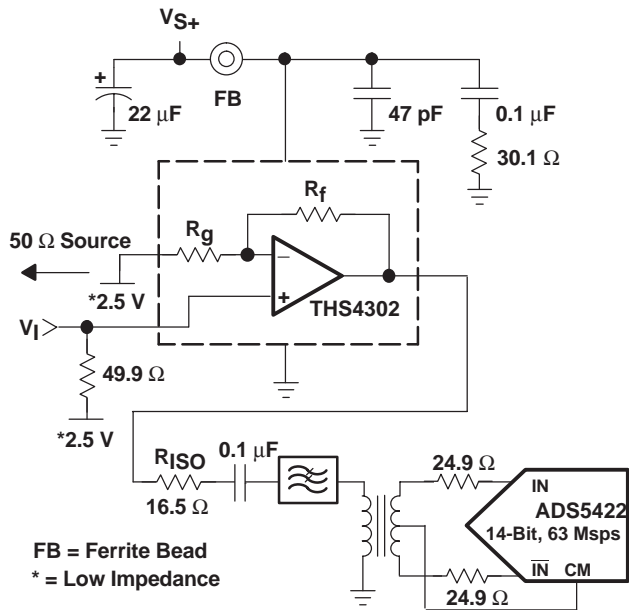 VS+
FB
22 μF
47 pF
0.1 μF
30.1 Ω
Rf
Rg
50 Ω Source
*2.5 V
−
+
THS4302
VI
49.9 Ω
*2.5 V
RISO
0.1 μF
16.5 Ω
24.9 Ω
IN
ADS5422
14-Bit, 63 Msps
IN CM
24.9 Ω
FB = Ferrite Bead
* = Low Impedance